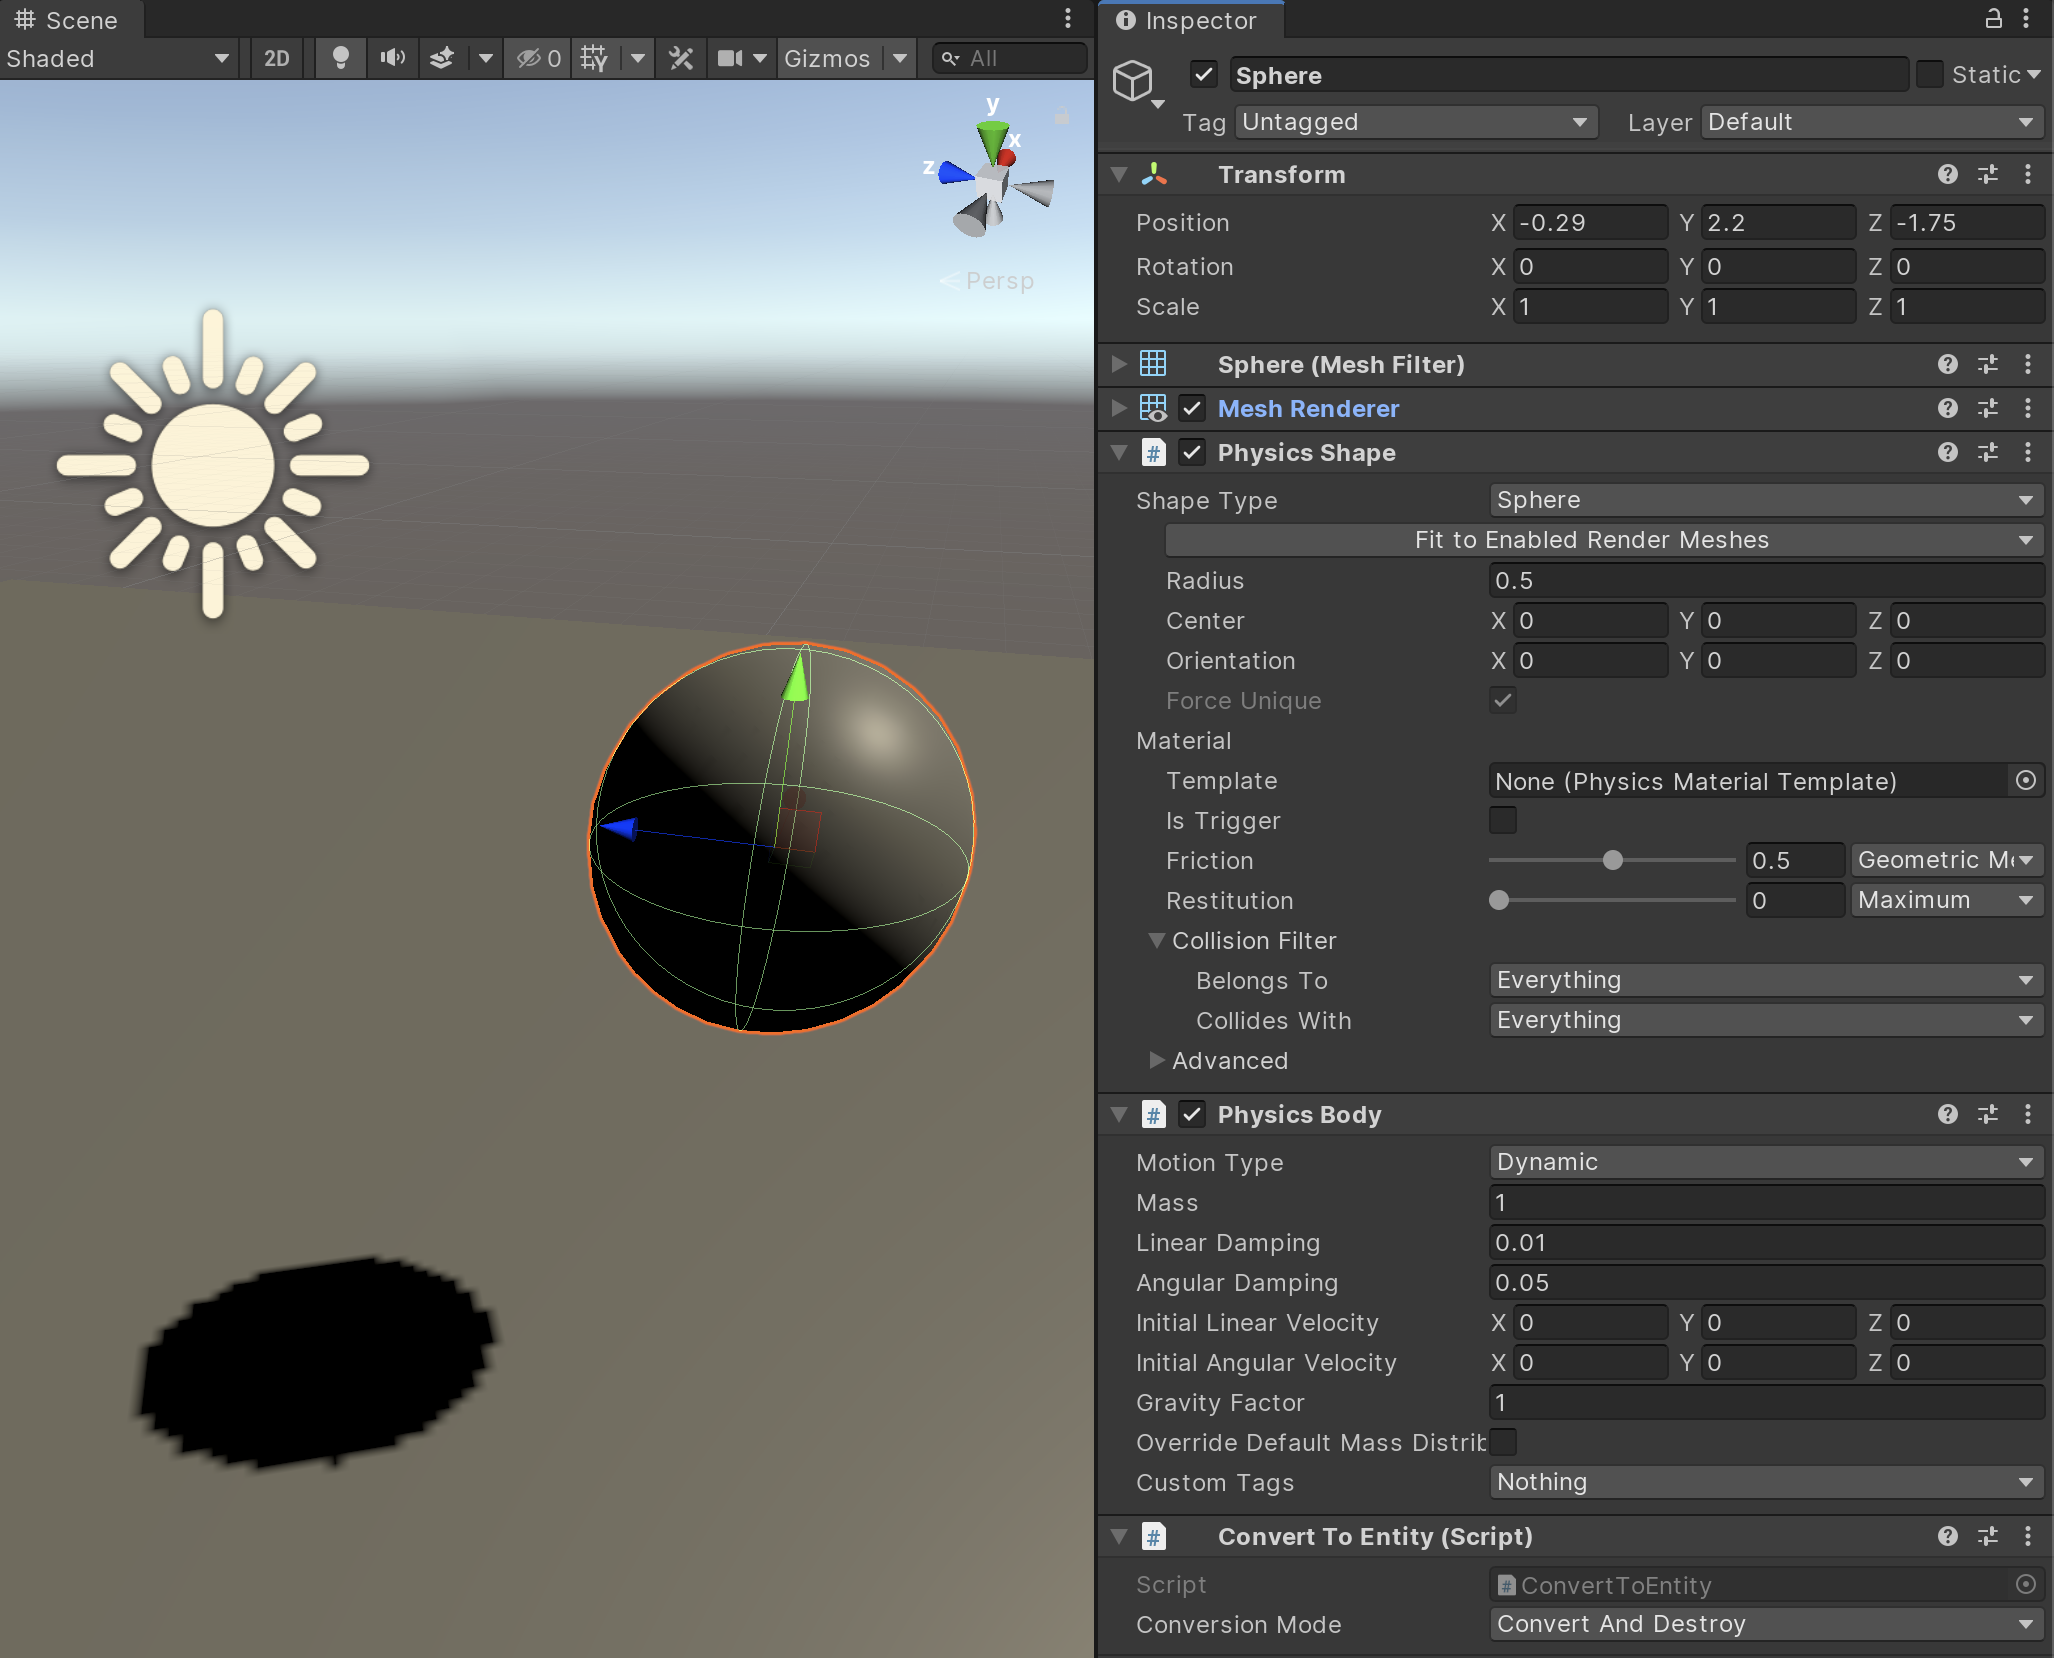 Scene
Shaded 2D 0 Gizmos All
y
x
z
Persp
Inspector
Sphere Static
Tag Untagged Layer Default
Transform
Position X -0.29 Y 2.2 Z -1.75
Rotation X 0 Y 0 Z 0
Scale X 1 Y 1 Z 1
Sphere (Mesh Filter)
Mesh Renderer
# Physics Shape
Shape Type Sphere
Fit to Enabled Render Meshes
Radius 0.5
Center X 0 Y 0 Z 0
Orientation X 0 Y 0 Z 0
Force Unique
Material
Template None (Physics Material Template)
Is Trigger
Friction 0.5 Geometric
Restitution 0 Maximum
Collision Filter
Belongs To Everything
Collides With Everything
Advanced
# Physics Body
Motion Type Dynamic
Mass 1
Linear Damping 0.01
Angular Damping 0.05
Initial Linear Velocity X 0 Y 0 Z 0
Initial Angular Velocity X 0 Y 0 Z 0
Gravity Factor 1
Override Default Mass Distrib
Custom Tags Nothing
# Convert To Entity (Script)
Script # ConvertToEntity
Conversion Mode Convert And Destroy